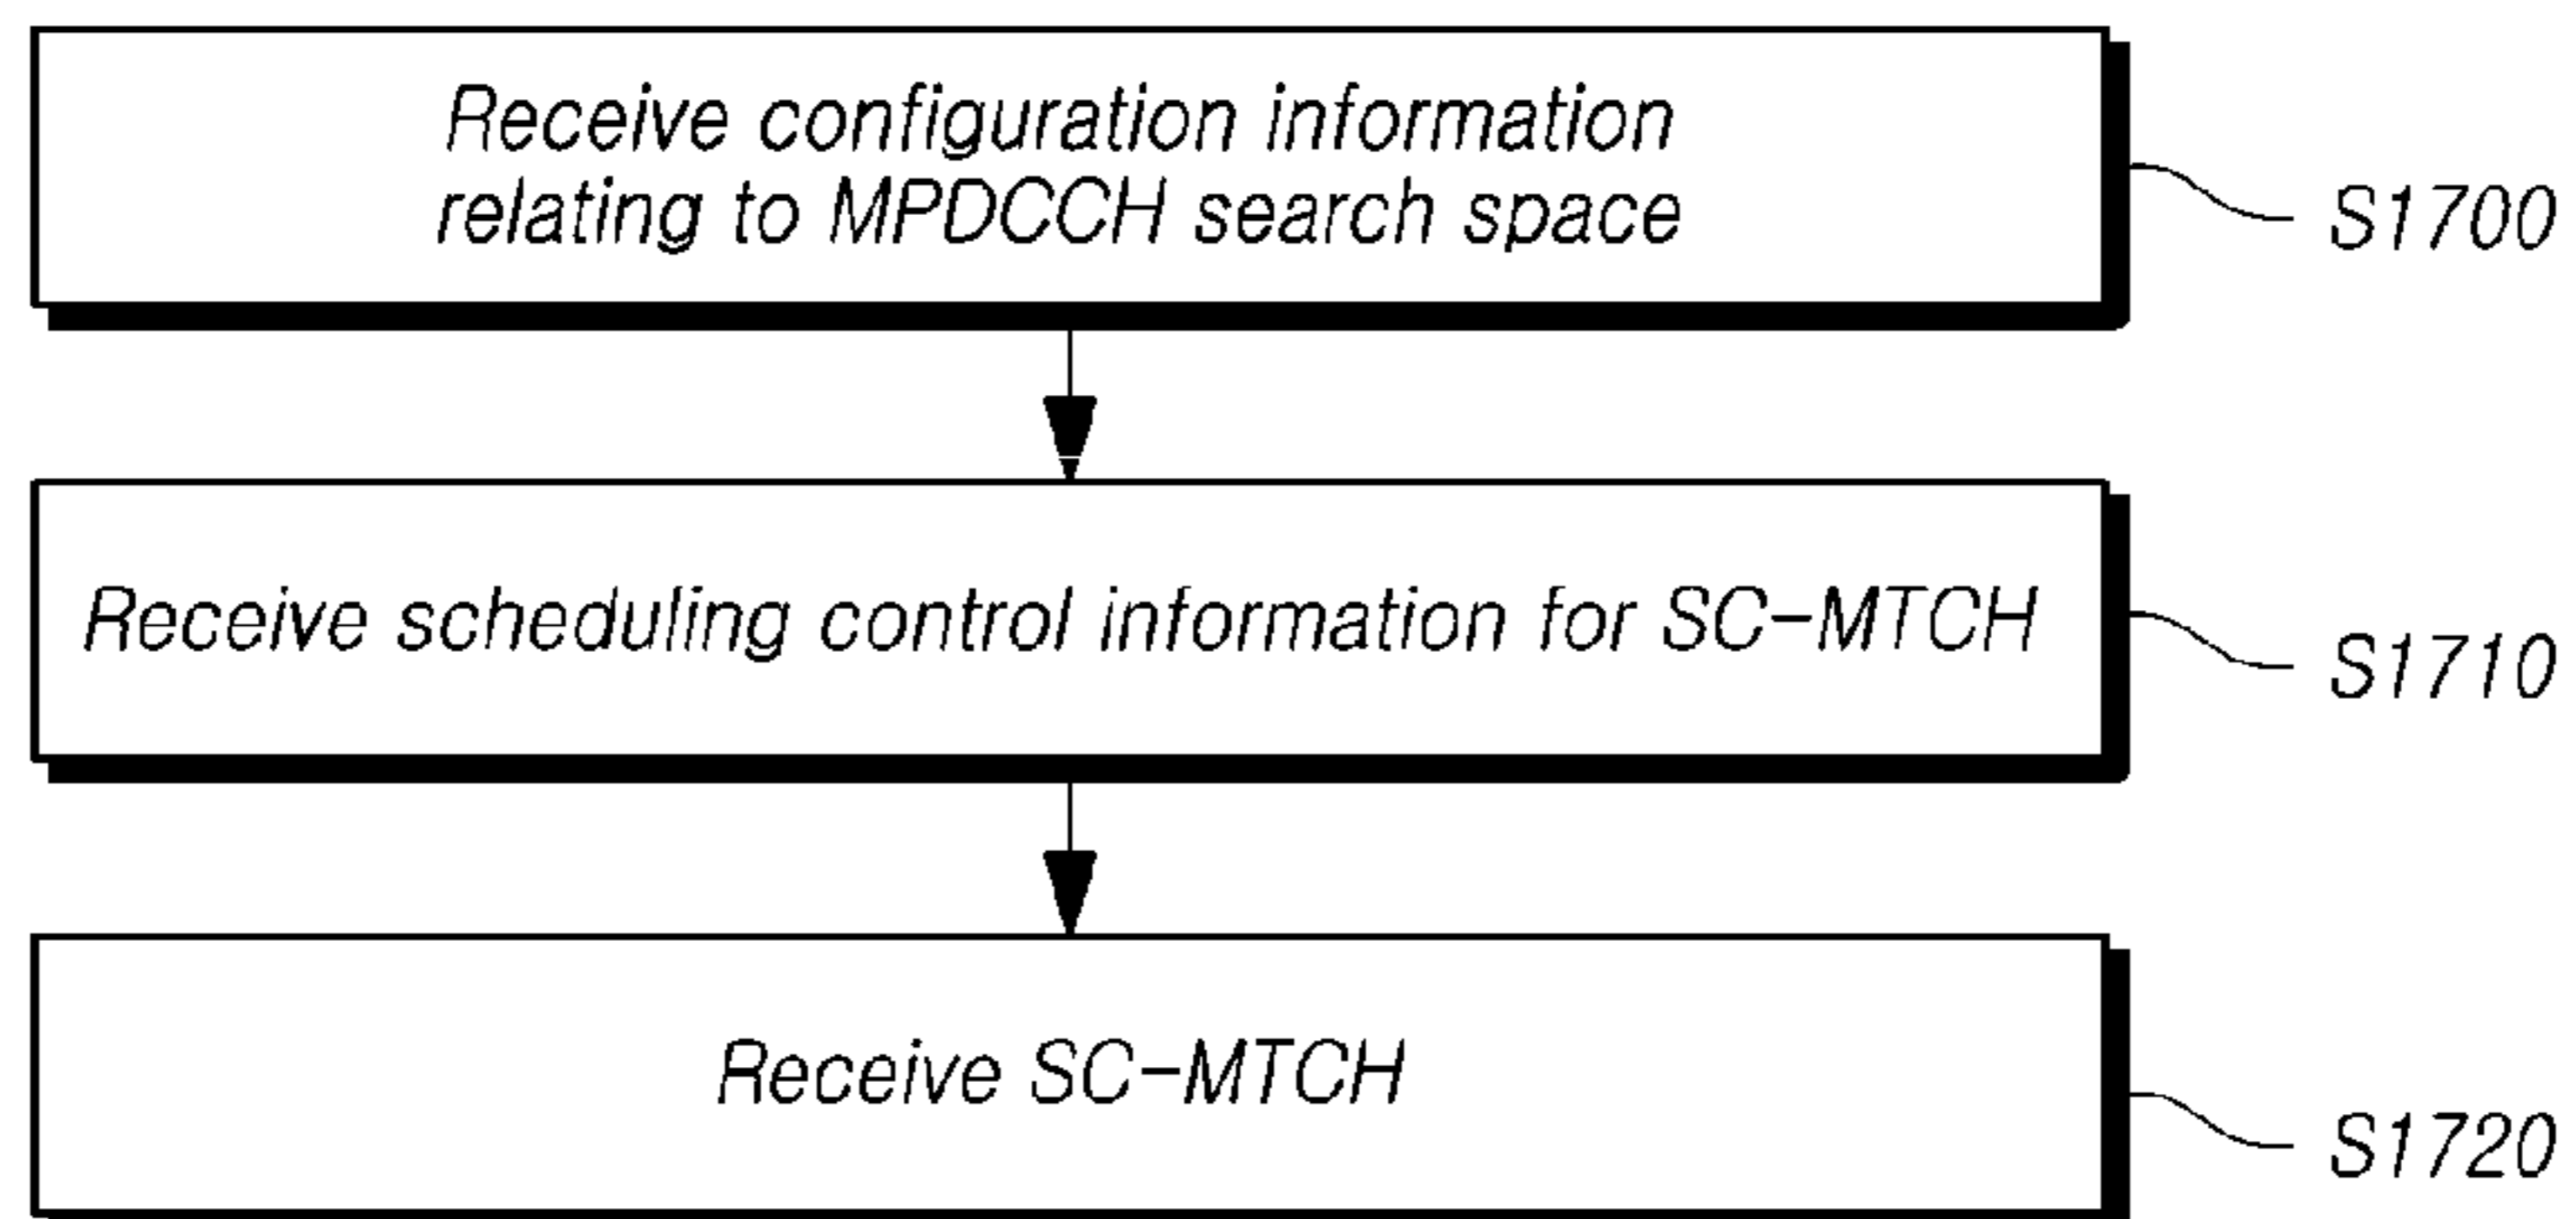 Receive configuration information
relating to MPDCCH search space
S1700
Receive scheduling control information for SC-MTCH
S1710
Receive SC-MTCH
S1720